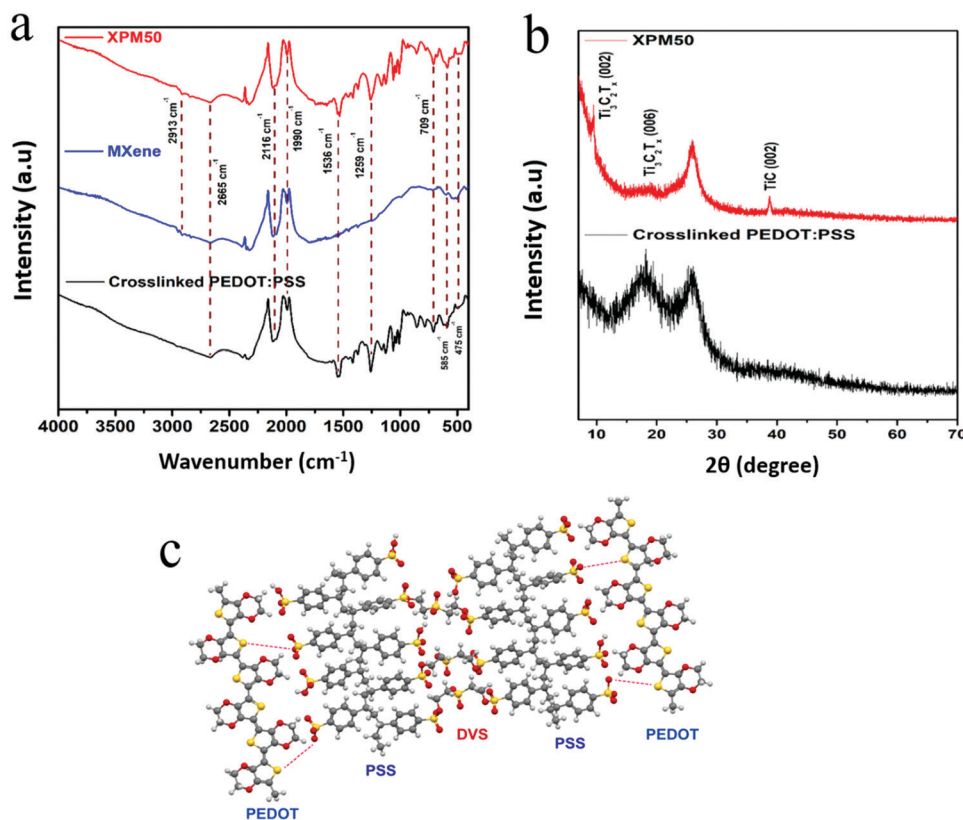 a
XPM50
2913 cm⁻¹
2665 cm⁻¹
2116 cm⁻¹
1990 cm⁻¹
1536 cm⁻¹
1259 cm⁻¹
709 cm⁻¹
MXene
Crosslinked PEDOT:PSS
585 cm⁻¹
475 cm⁻¹
Intensity (a.u)
4000 3500 3000 2500 2000 1500 1000 500
Wavenumber (cm⁻¹)
b
XPM50
Ti₃C₂Tₓ (002)
Ti₃C₂Tₓ (006)
TiC (002)
Crosslinked PEDOT:PSS
Intensity (a.u)
10 20 30 40 50 60 70
2θ (degree)
c
DVS
PSS
PSS
PEDOT
PEDOT